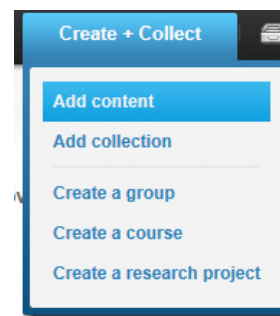 Create + Collect
Add content
Add collection
Create a group
Create a course
Create a research project